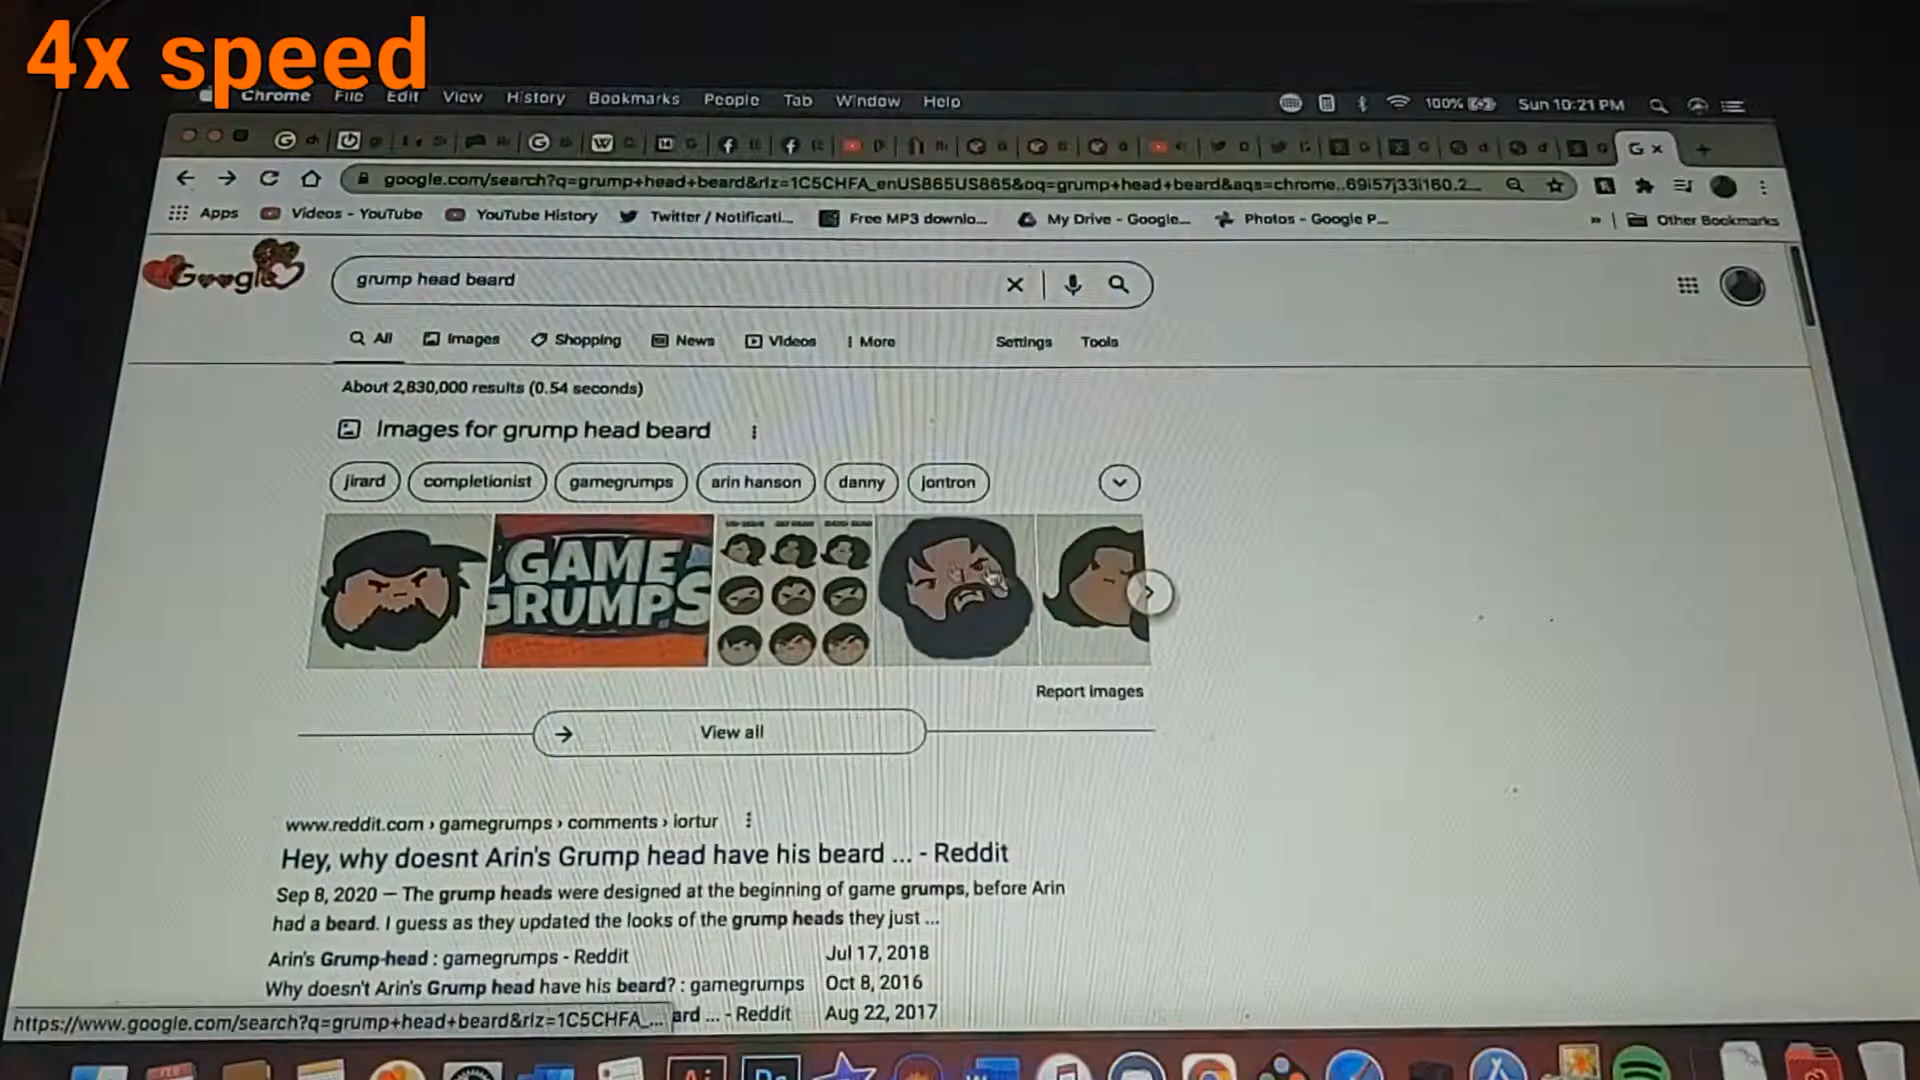 4x speed
Chrome File Edit View History Bookmarks People Tab Window Help
100% Sun 10:21 PM
google.com/search?q=grump+head+beard&rlz=1C5CHFA_enUS865US865&oq=grump+head+beard&aqs=chrome..69i57j33i160.2...
Apps Videos - YouTube YouTube History Twitter / Notificati... Free MP3 downlo... My Drive - Google... Photos - Google P... » Other Bookmarks
Google
grump head beard
All Images Shopping News Videos More Settings Tools
About 2,830,000 results (0.54 seconds)
Images for grump head beard
jirard completionist gamegrumps arin hanson danny jontron
GAME
GRUMPS
Report images
View all
www.reddit.com › gamegrumps › comments › iortur
Hey, why doesnt Arin's Grump head have his beard ... - Reddit
Sep 8, 2020 — The grump heads were designed at the beginning of game grumps, before Arin
had a beard. I guess as they updated the looks of the grump heads they just ...
Arin's Grump-head : gamegrumps - Reddit Jul 17, 2018
Why doesn't Arin's Grump head have his beard? : gamegrumps Oct 8, 2016
ard ... - Reddit Aug 22, 2017
https://www.google.com/search?q=grump+head+beard&rlz=1C5CHFA_...